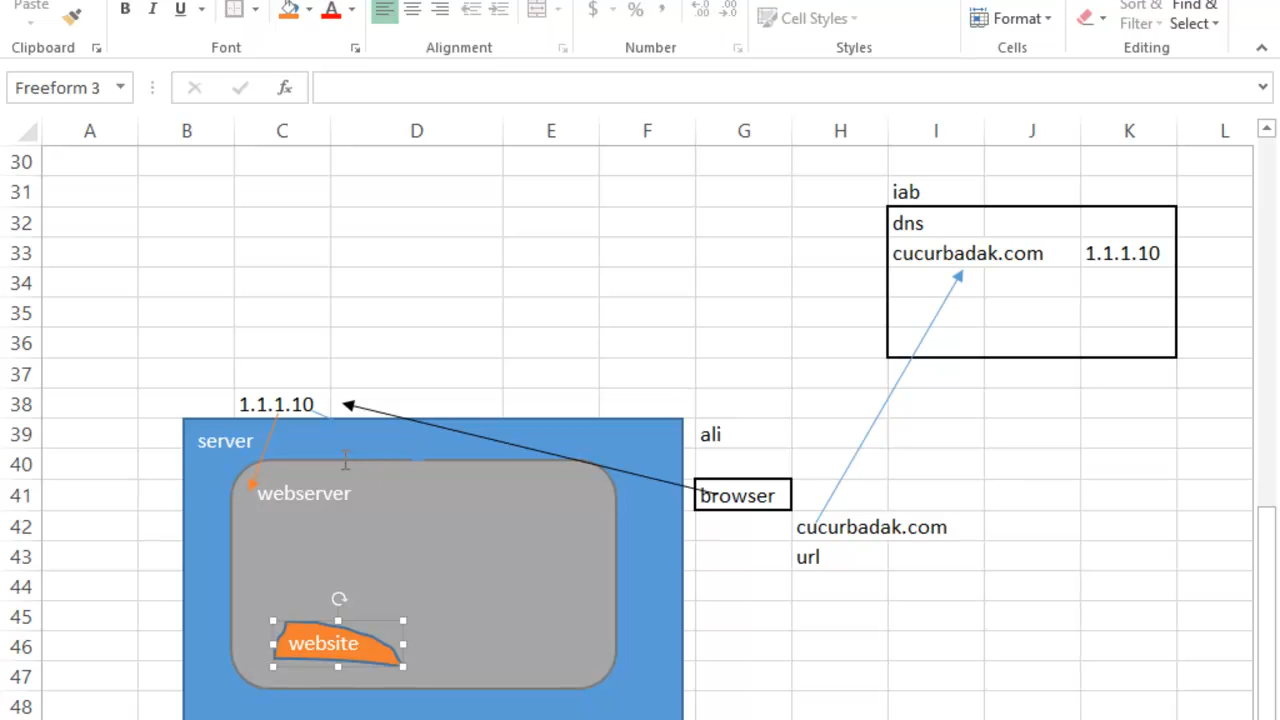 Paste
B I U A
$ % , .00 .0
Cell Styles
Format
Sort & Find &
Filter Select
Clipboard Font Alignment Number Styles Cells Editing
Freeform 3 fx
A B C D E F G H I J K L
30
31 iab
32 dns
33 cucurbadak.com 1.1.1.10
34
35
36
37
38 1.1.1.10
39 server ali
40
41 webserver browser
42 cucurbadak.com
43 url
44
45
46 website
47
48